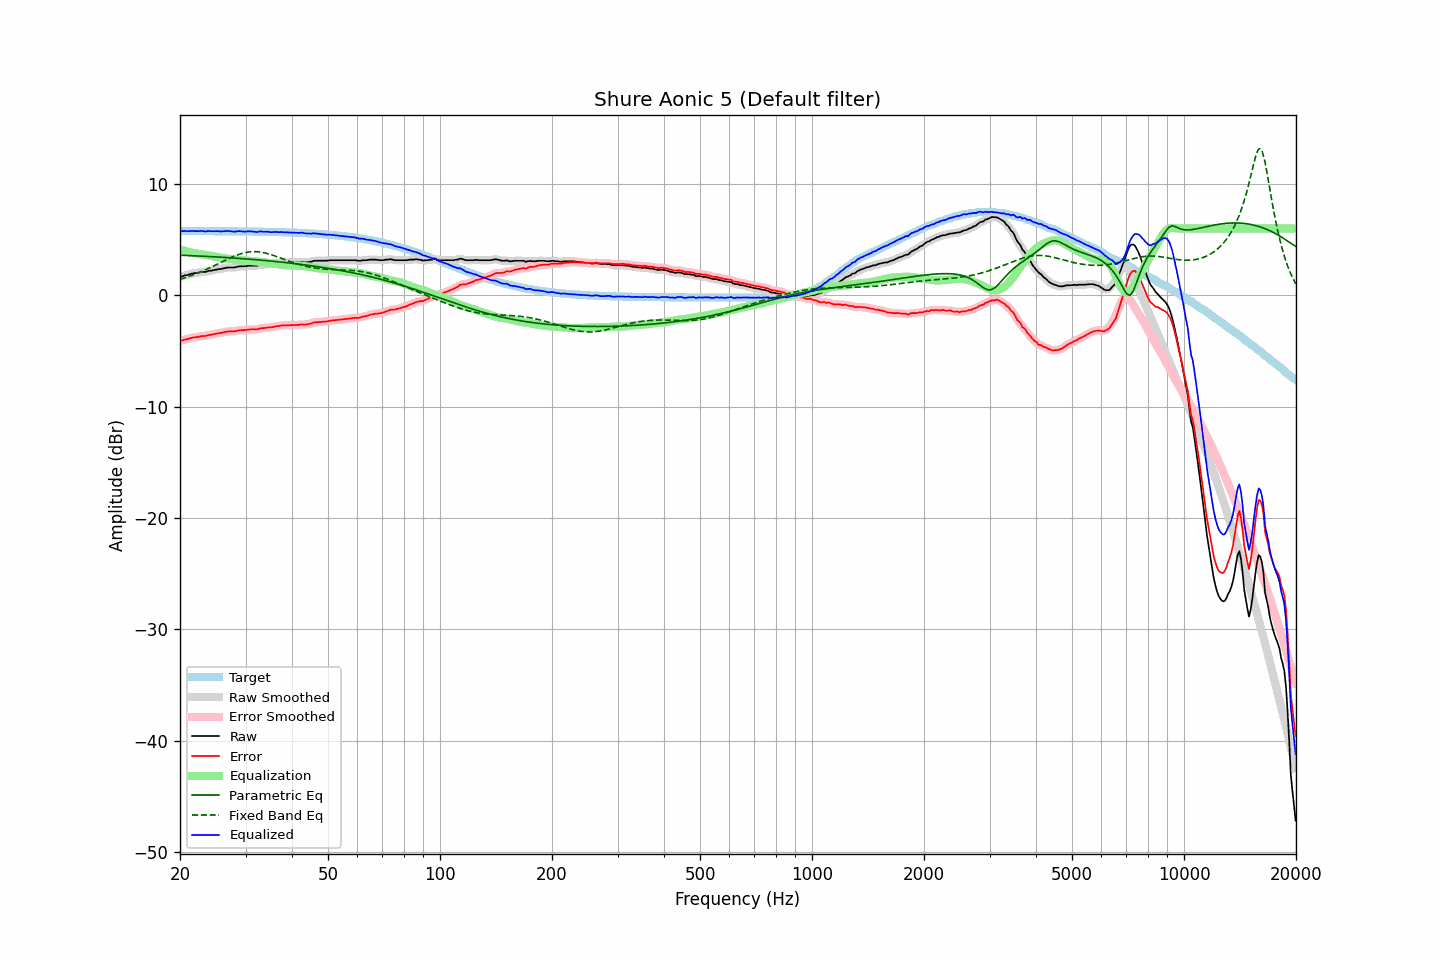 Shure Aonic 5 (Default filter)
Amplitude (dBr)
10
0
−10
−20
−30
−40
−50
Target
Raw Smoothed
Error Smoothed
Raw
Error
Equalization
Parametric Eq
Fixed Band Eq
Equalized
20 50 100 200 500 1000 2000 5000 10000 20000
Frequency (Hz)